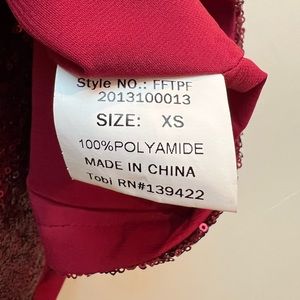 Style NO.: FFTPF
2013100013
SIZE: XS
100%POLYAMIDE
MADE IN CHINA
Tobi RN#139422